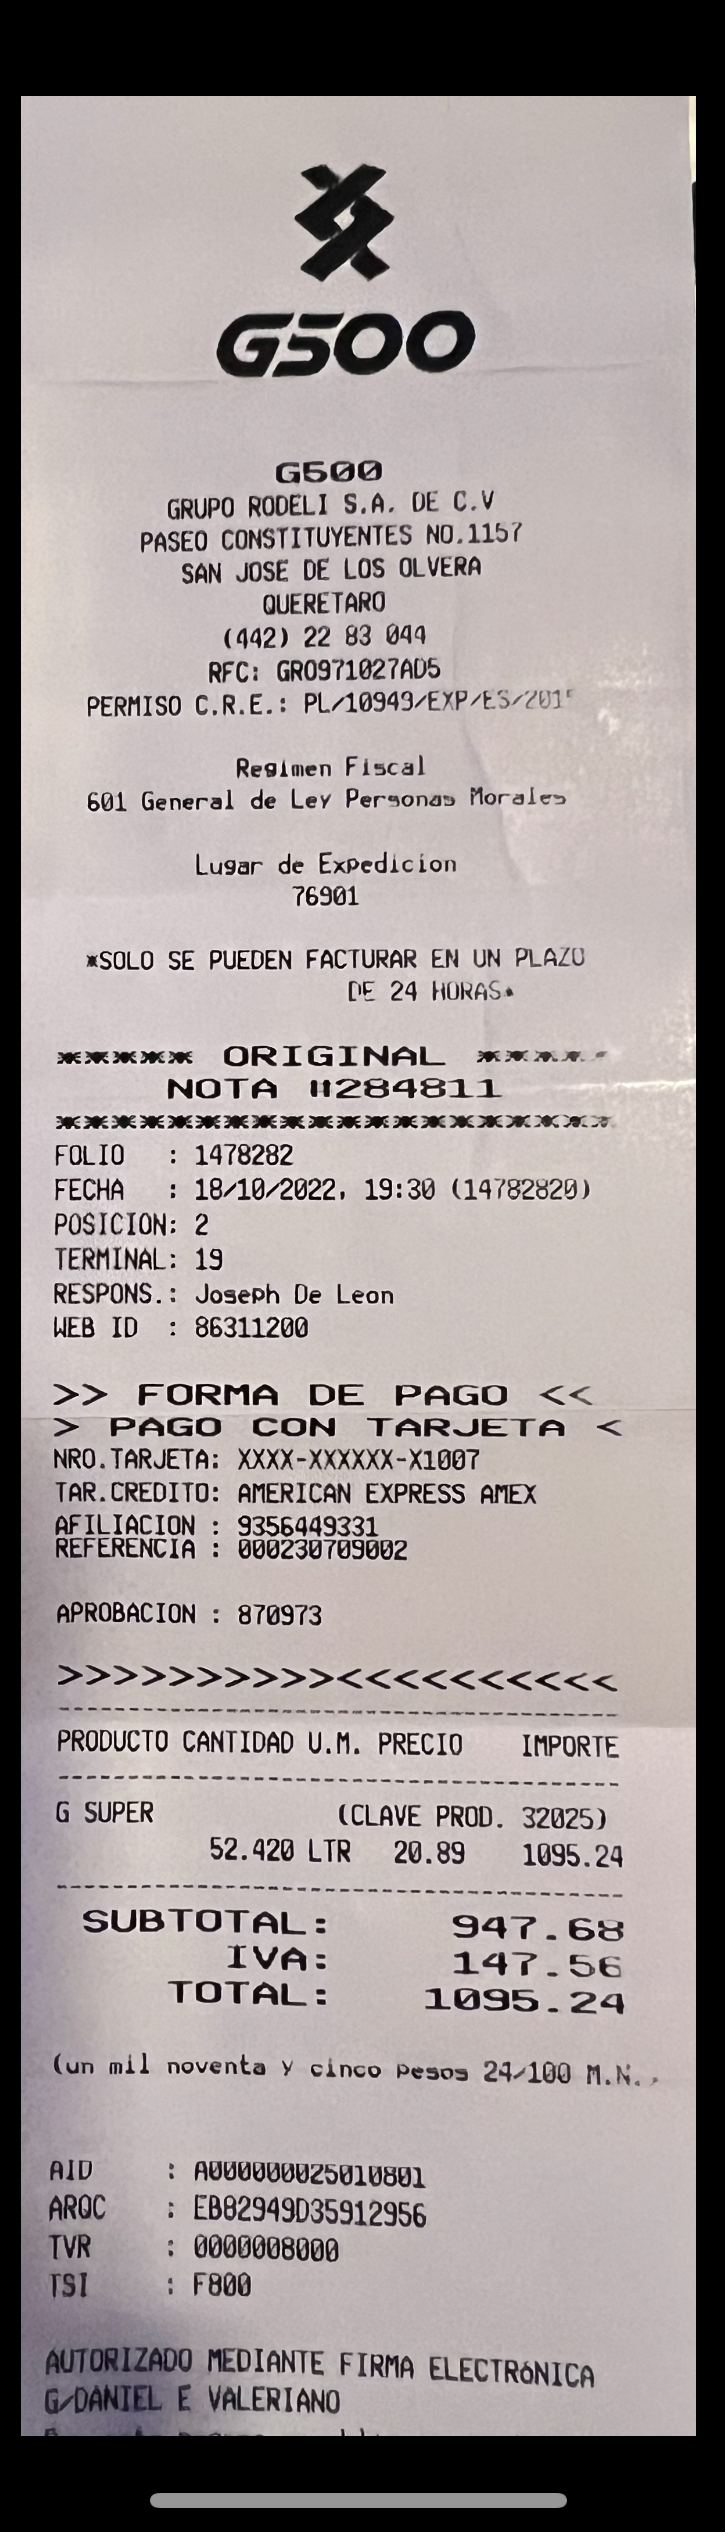 G500
G500
GRUPO RODELI S.A. DE C.V
PASEO CONSTITUYENTES NO.1157
SAN JOSE DE LOS OLVERA
QUERETARO
(442) 22 83 044
RFC: GRO971027AD5
PERMISO C.R.E.: PL/10949/EXP/ES/2015
Regimen Fiscal
601 General de Ley Personas Morales
Lugar de Expedicion
76901
*SOLO SE PUEDEN FACTURAR EN UN PLAZO
DE 24 HORAS*
***** ORIGINAL *****
NOTA #284811
********************
FOLIO : 1478282
FECHA : 18/10/2022, 19:30 (14782820)
POSICION: 2
TERMINAL: 19
RESPONS.: Joseph De Leon
WEB ID : 86311200
>> FORMA DE PAGO <<
> PAGO CON TARJETA <
NRO.TARJETA: XXXX-XXXXXX-X1007
TAR.CREDITO: AMERICAN EXPRESS AMEX
AFILIACION : 9356449331
REFERENCIA : 000230709002
APROBACION : 870973
>>>>>>>>>><<<<<<<<<<
----------------------------------------
PRODUCTO CANTIDAD U.M. PRECIO IMPORTE
----------------------------------------
G SUPER (CLAVE PROD. 32025)
52.420 LTR 20.89 1095.24
----------------------------------------
SUBTOTAL: 947.68
IVA: 147.56
TOTAL: 1095.24
(un mil noventa y cinco pesos 24/100 M.N.)
AID : A000000025010801
ARQC : EB82949D35912956
TVR : 0000008000
TSI : F800
AUTORIZADO MEDIANTE FIRMA ELECTRóNICA
G/DANIEL E VALERIANO